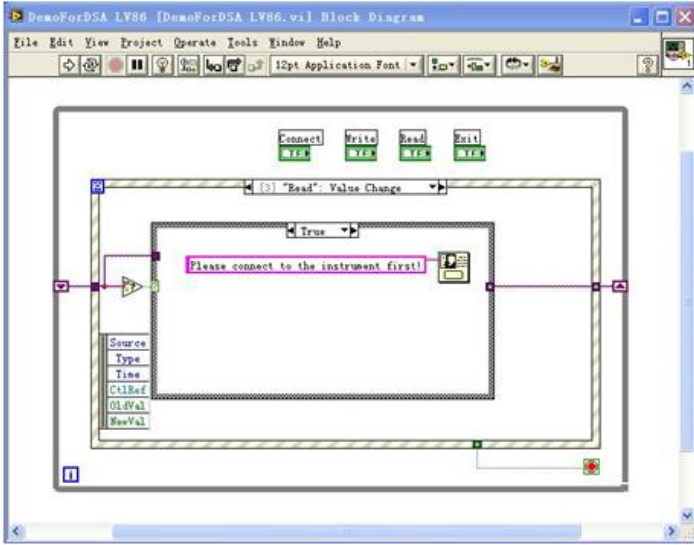 DemoForDSA LV86 [DemoForDSA LV86.vi] Block Diagram
File Edit View Project Operate Tools Window Help
12pt Application Font
?
1
Connect Write Read Exit
TF TF TF TF
[3] "Read": Value Change
True
Please connect to the instrument first!
?
Source
Type
Time
CtlRef
OldVal
NewVal
i